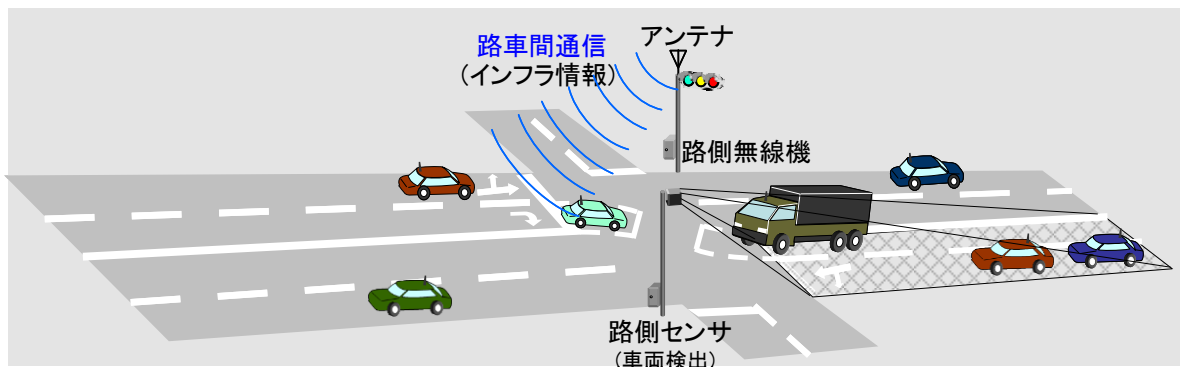 路車間通信
(インフラ情報)
アンテナ
路側無線機
路側センサ
(車両検出)